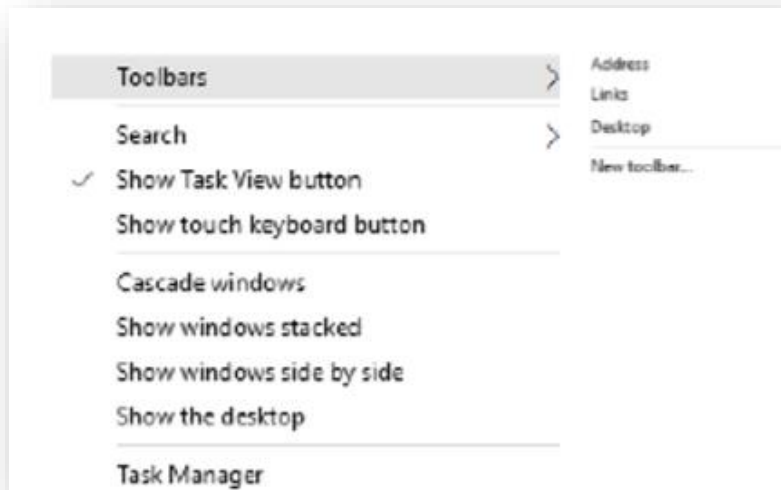 Toolbars
Address
Links
Search
Desktop
Show Task View button
New toolbar...
Show touch keyboard button
Cascade windows
Show windows stacked
Show windows side by side
Show the desktop
Task Manager